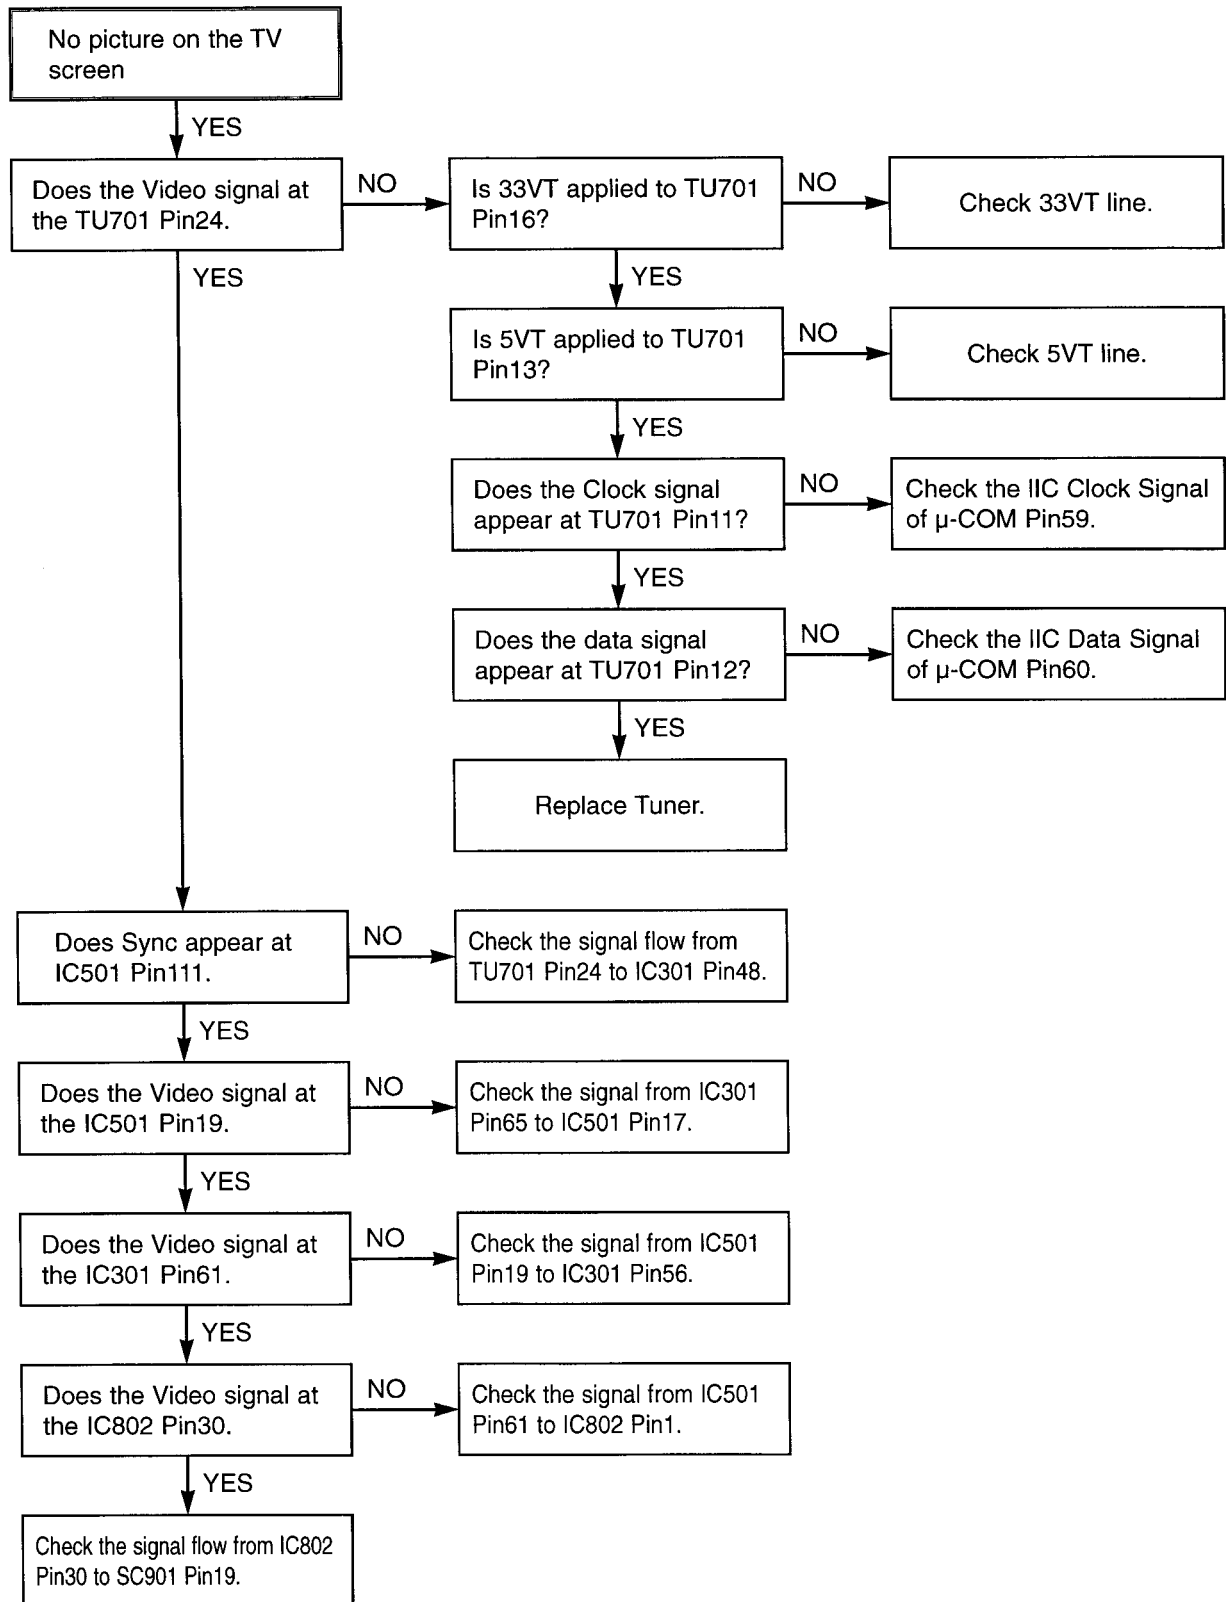 No picture on the TV
screen
YES
Does the Video signal at
the TU701 Pin24.
NO
Is 33VT applied to TU701
Pin16?
NO
Check 33VT line.
YES
YES
Is 5VT applied to TU701
Pin13?
NO
Check 5VT line.
YES
Does the Clock signal
appear at TU701 Pin11?
NO
Check the IIC Clock Signal
of μ-COM Pin59.
YES
Does the data signal
appear at TU701 Pin12?
NO
Check the IIC Data Signal
of μ-COM Pin60.
YES
Replace Tuner.
Does Sync appear at
IC501 Pin111.
NO
Check the signal flow from
TU701 Pin24 to IC301 Pin48.
YES
Does the Video signal at
the IC501 Pin19.
NO
Check the signal from IC301
Pin65 to IC501 Pin17.
YES
Does the Video signal at
the IC301 Pin61.
NO
Check the signal from IC501
Pin19 to IC301 Pin56.
YES
Does the Video signal at
the IC802 Pin30.
NO
Check the signal from IC501
Pin61 to IC802 Pin1.
YES
Check the signal flow from IC802
Pin30 to SC901 Pin19.